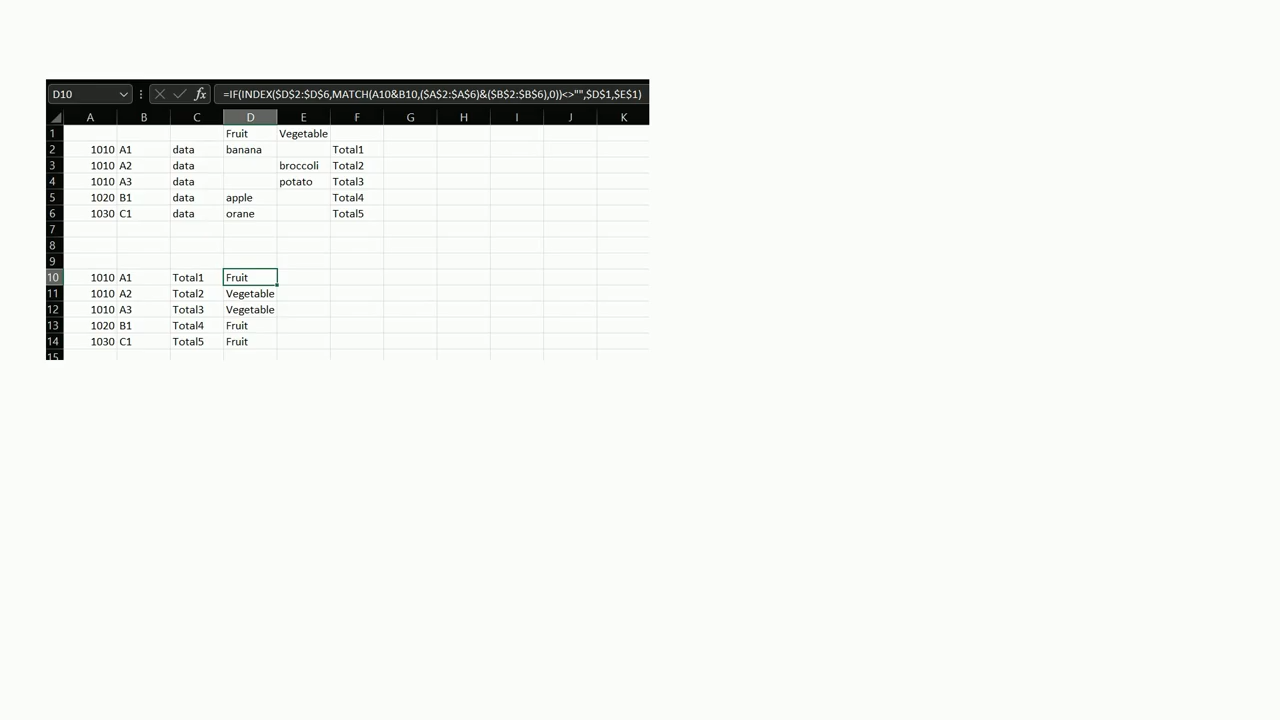 D10 fx =IF(INDEX($D$2:$D$6,MATCH(A10&B10,($A$2:$A$6)&($B$2:$B$6),0))<>"",$D$1,$E$1)
A B C D E F G H I J K
1 Fruit Vegetable
2 1010 A1 data banana Total1
3 1010 A2 data broccoli Total2
4 1010 A3 data potato Total3
5 1020 B1 data apple Total4
6 1030 C1 data orane Total5
7
8
9
10 1010 A1 Total1 Fruit
11 1010 A2 Total2 Vegetable
12 1010 A3 Total3 Vegetable
13 1020 B1 Total4 Fruit
14 1030 C1 Total5 Fruit
15